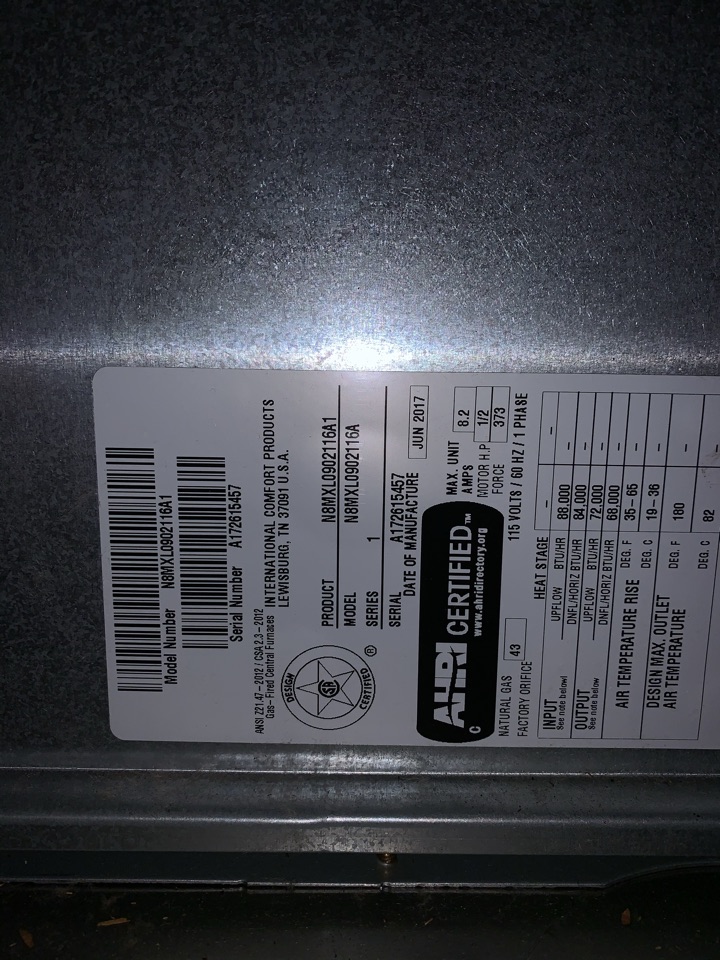 Model Number N8MXL0902116A1
Serial Number A172615457
ANSI Z21.47-2012 / CSA 2.3-2012
Gas-Fired Central Furnaces
INTERNATIONAL COMFORT PRODUCTS
LEWISBURG, TN 37091 U.S.A.
DESIGN
CERTIFIED
®
PRODUCT N8MXL0902116A1
MODEL N8MXL0902116A
SERIES 1
SERIAL A172615457
DATE OF MANUFACTURE JUN 2017
C AHRI CERTIFIED™
www.ahridirectory.org
MAX. UNIT AMPS 8.2
MOTOR H.P 1/2
FORCE 373
NATURAL GAS
FACTORY ORIFICE 43
115 VOLTS / 60 HZ / 1 PHASE
HEAT STAGE – –
INPUT UPFLOW BTU/HR 88,000 –
See note below! DNFL/HORIZ BTU/HR 84,000 –
OUTPUT UPFLOW BTU/HR 72,000 –
See note below DNFL/HORIZ BTU/HR 68,000 –
AIR TEMPERATURE RISE DEG. F 35 - 65 –
DEG. C 19 - 36 –
DESIGN MAX. OUTLET AIR TEMPERATURE DEG. F 180 –
DEG. C 82 –